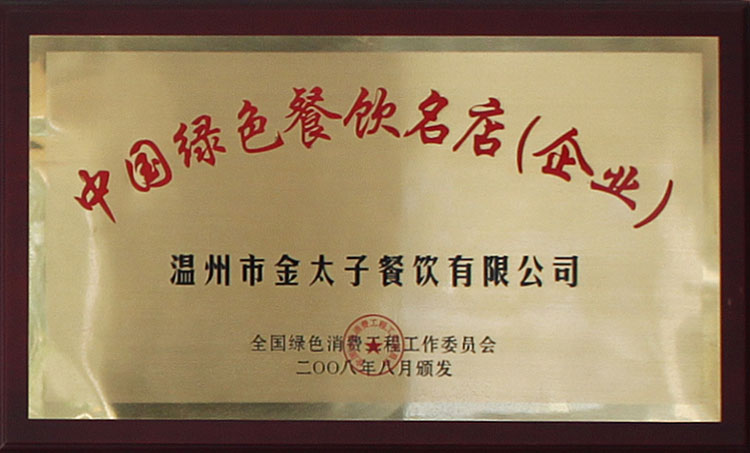 中国绿色餐饮名店(企业)
温州市金太子餐饮有限公司
全国绿色消费工程工作委员会
二〇〇八年八月颁发